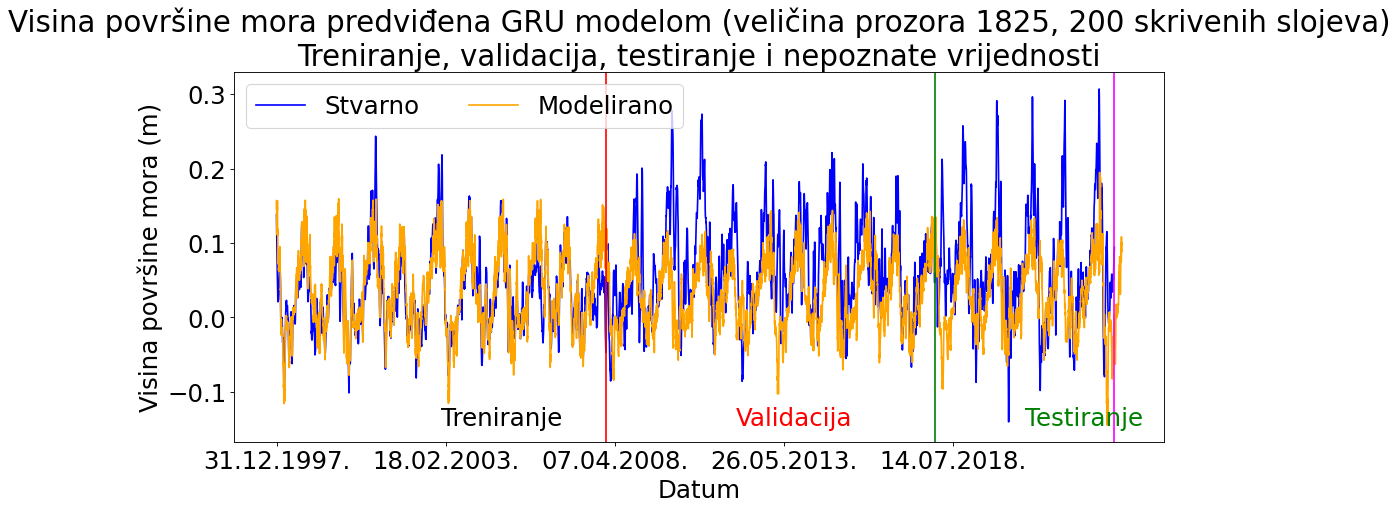 Visina površine mora predviđena GRU modelom (veličina prozora 1825, 200 skrivenih slojeva)
Treniranje, validacija, testiranje i nepoznate vrijednosti
Stvarno Modelirano
Visina površine mora (m)
0.3
0.2
0.1
0.0
−0.1
Treniranje Validacija Testiranje
31.12.1997. 18.02.2003. 07.04.2008. 26.05.2013. 14.07.2018.
Datum